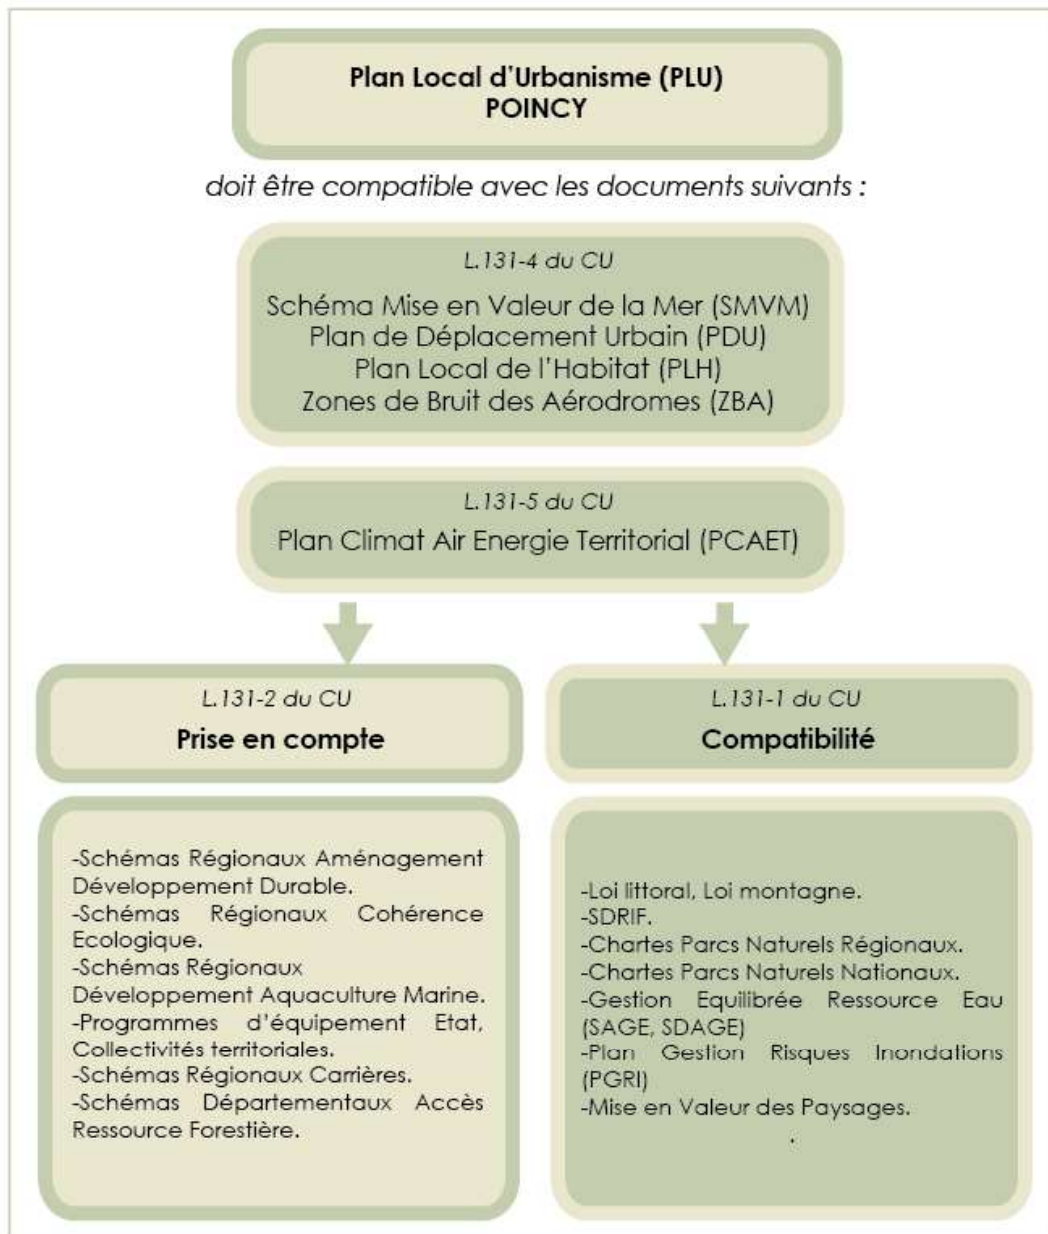 Plan Local d'Urbanisme (PLU)
POINCY
doit être compatible avec les documents suivants :
L.131-4 du CU
Schéma Mise en Valeur de la Mer (SMVM)
Plan de Déplacement Urbain (PDU)
Plan Local de l'Habitat (PLH)
Zones de Bruit des Aérodromes (ZBA)
L.131-5 du CU
Plan Climat Air Energie Territorial (PCAET)
L.131-2 du CU
Prise en compte
-Schémas Régionaux Aménagement
Développement Durable.
-Schémas Régionaux Cohérence
Ecologique.
-Schémas Régionaux
Développement Aquaculture Marine.
-Programmes d'équipement Etat,
Collectivités territoriales.
-Schémas Régionaux Carrières.
-Schémas Départementaux Accès
Ressource Forestière.
L.131-1 du CU
Compatibilité
-Loi littoral, Loi montagne.
-SDRIF.
-Chartes Parcs Naturels Régionaux.
-Chartes Parcs Naturels Nationaux.
-Gestion Equilibrée Ressource Eau
(SAGE, SDAGE)
-Plan Gestion Risques Inondations
(PGRI)
-Mise en Valeur des Paysages.
.